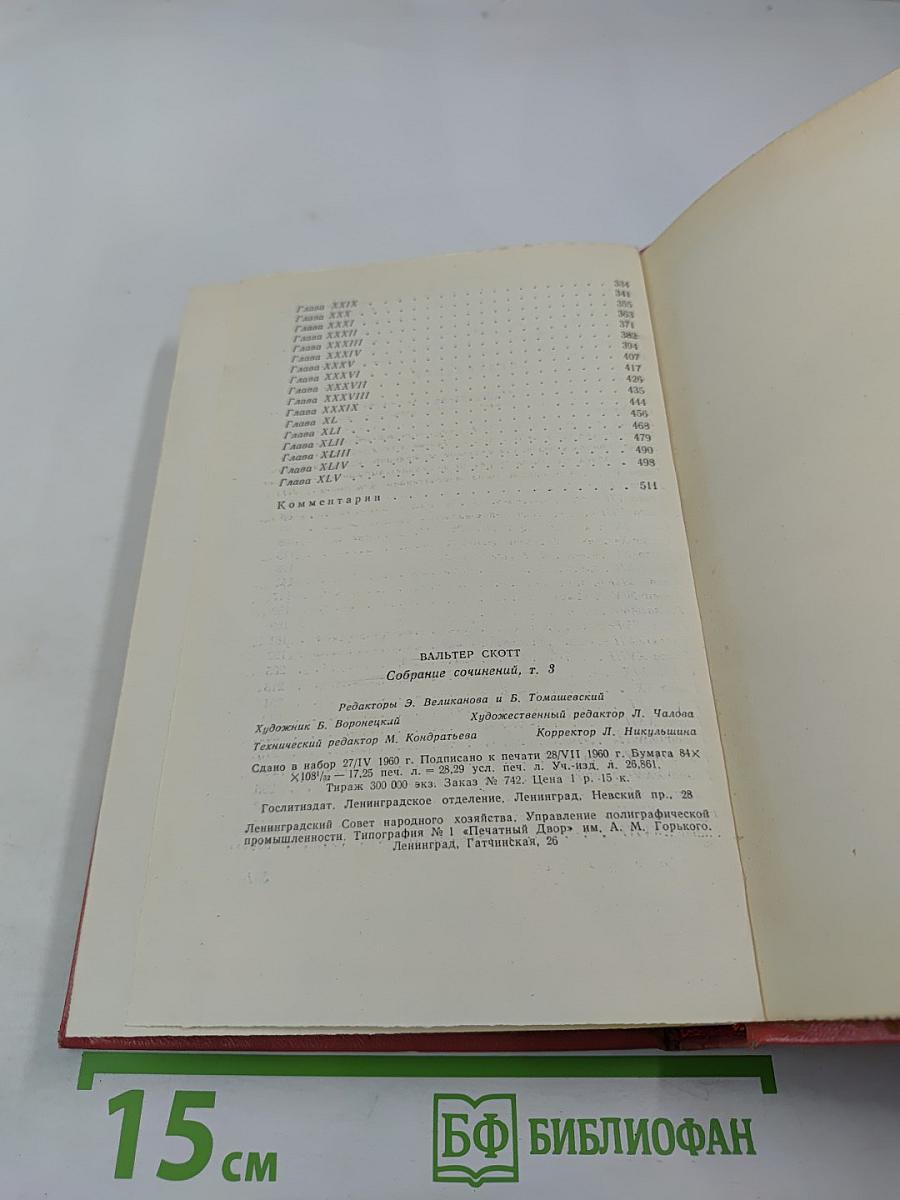 Глава XXIX . . . . . . . . . . . . . . . . . . 334
Глава XXX . . . . . . . . . . . . . . . . . . 341
Глава XXXI . . . . . . . . . . . . . . . . . . 355
Глава XXXII . . . . . . . . . . . . . . . . . . 363
Глава XXXIII . . . . . . . . . . . . . . . . . . 371
Глава XXXIV . . . . . . . . . . . . . . . . . . 382
Глава XXXV . . . . . . . . . . . . . . . . . . 394
Глава XXXVI . . . . . . . . . . . . . . . . . . 407
Глава XXXVII . . . . . . . . . . . . . . . . . . 417
Глава XXXVIII . . . . . . . . . . . . . . . . . . 426
Глава XXXIX . . . . . . . . . . . . . . . . . . 435
Глава XL . . . . . . . . . . . . . . . . . . 444
Глава XLI . . . . . . . . . . . . . . . . . . 456
Глава XLII . . . . . . . . . . . . . . . . . . 468
Глава XLIII . . . . . . . . . . . . . . . . . . 479
Глава XLIV . . . . . . . . . . . . . . . . . . 490
Глава XLV . . . . . . . . . . . . . . . . . . 498
Комментарии . . . . . . . . . . . . . . . . . . 511
ВАЛЬТЕР СКОТТ
Собрание сочинений, т. 3
Редакторы Э. Великанова и Б. Томашевский
Художник Б. Воронецкий Художественный редактор Л. Чалова
Технический редактор М. Кондратьева Корректор Л. Никульшина
Сдано в набор 27/IV 1960 г. Подписано к печати 28/VII 1960 г. Бумага 84×
×108¹/₃₂ — 17,25 печ. л. = 28,29 усл. печ. л. Уч.-изд. л. 26,861.
Тираж 300 000 экз. Заказ № 742. Цена 1 р. 15 к.
Гослитиздат. Ленинградское отделение. Ленинград, Невский пр., 28
Ленинградский Совет народного хозяйства. Управление полиграфической
промышленности. Типография № 1 «Печатный Двор» им. А. М. Горького.
Ленинград, Гатчинская, 26
15 см
БФ БИБЛИОФАН